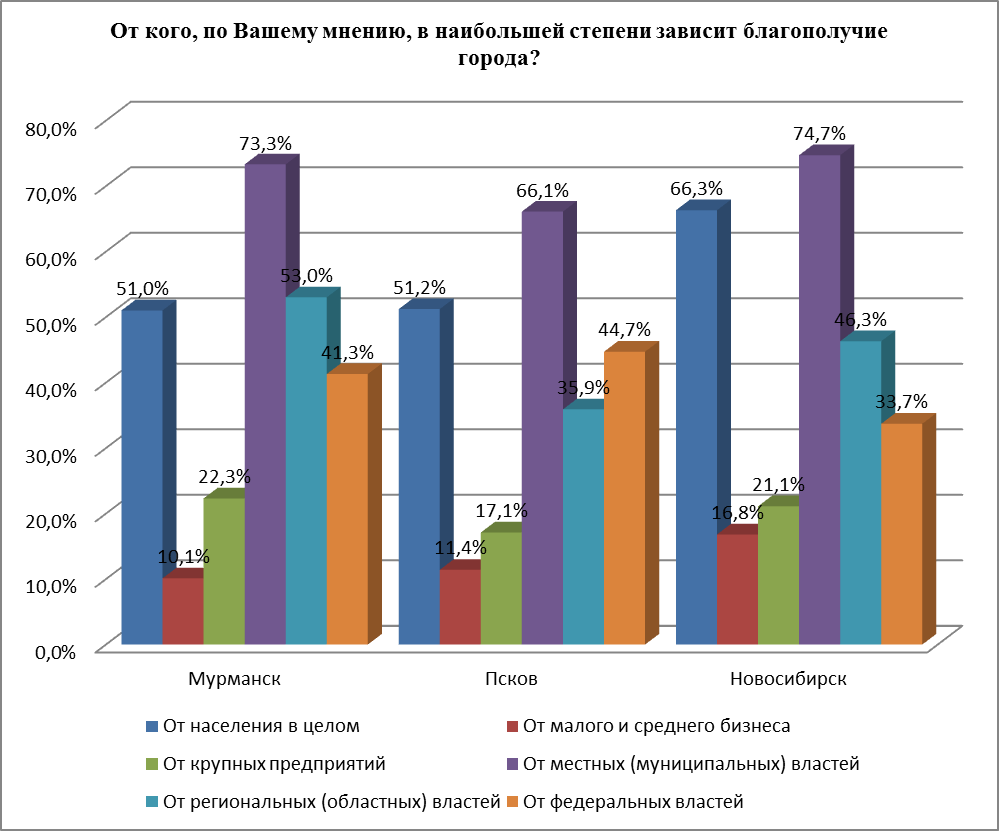 От кого, по Вашему мнению, в наибольшей степени зависит благополучие
города?
80,0%
70,0%
60,0%
50,0%
40,0%
30,0%
20,0%
10,0%
0,0%
51,0%
10,1%
22,3%
73,3%
53,0%
41,3%
51,2%
11,4%
17,1%
66,1%
35,9%
44,7%
66,3%
16,8%
21,1%
74,7%
46,3%
33,7%
Мурманск
Псков
Новосибирск
От населения в целом
От малого и среднего бизнеса
От крупных предприятий
От местных (муниципальных) властей
От региональных (областных) властей
От федеральных властей